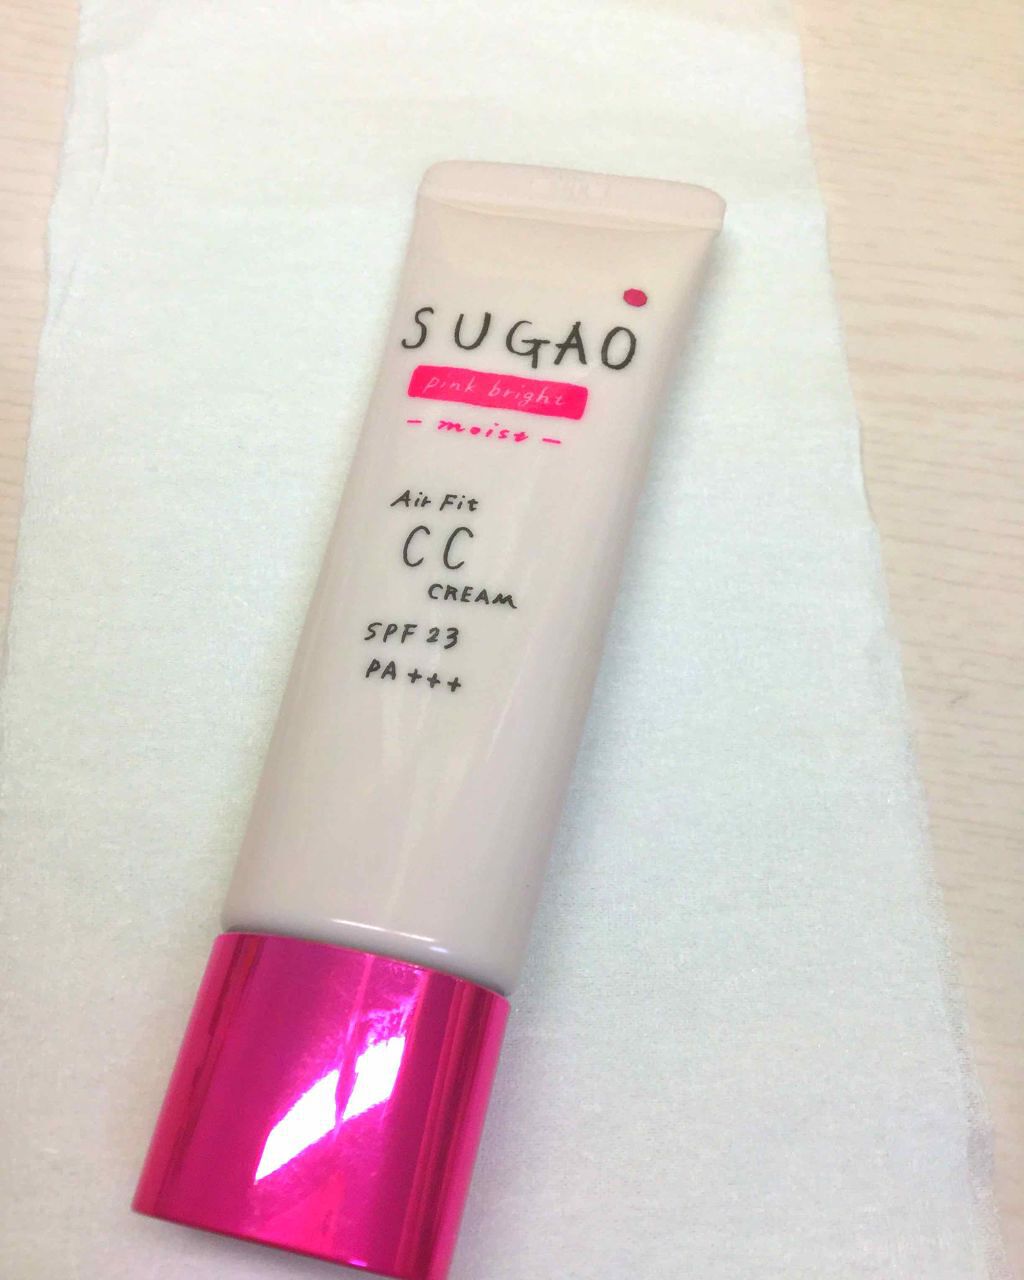 SUGAO
pink bright
- moist -
Air Fit
CC
CREAM
SPF 23
PA +++